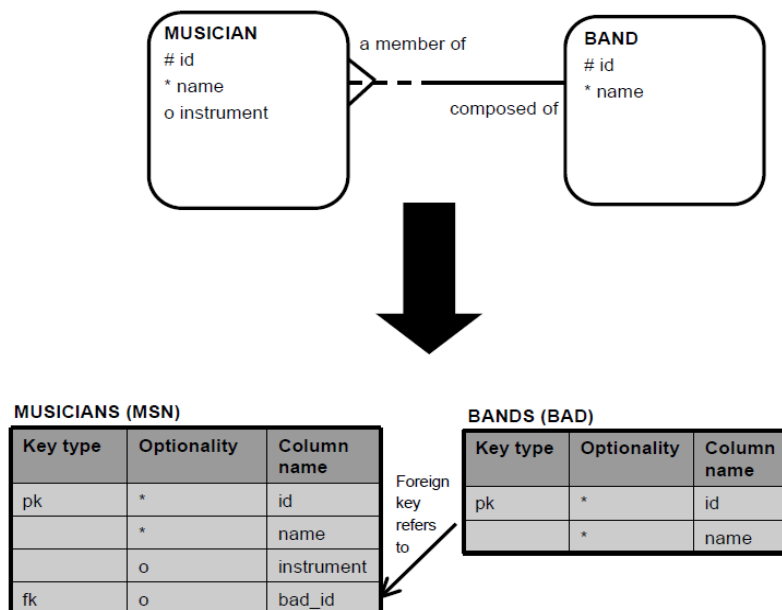 MUSICIAN
# id
* name
o instrument
a member of
composed of
BAND
# id
* name
MUSICIANS (MSN)
Key type Optionality Column name
pk * id
* name
o instrument
fk o bad_id
Foreign
key
refers
to
BANDS (BAD)
Key type Optionality Column name
pk * id
* name